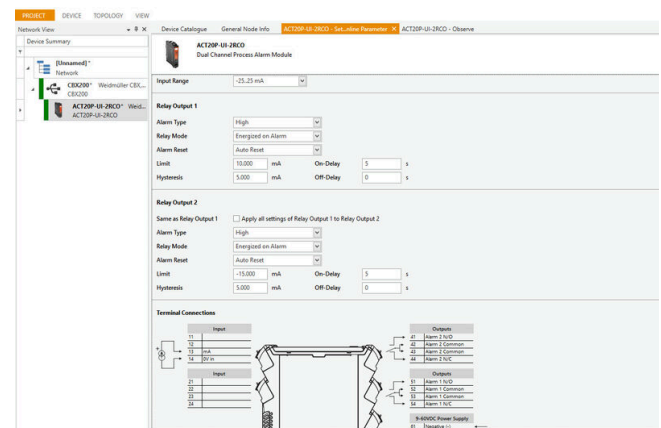 PROJECT DEVICE TOPOLOGY VIEW
Network View
Device Catalogue General Node Info ACT20P-UI-2RCO - Set...nline Parameter × ACT20P-UI-2RCO - Observe
Device Summary
ACT20P-UI-2RCO
Dual Channel Process Alarm Module
[Unnamed]*
Network
CBX200* Weidmüller CBX...
CBX200
ACT20P-UI-2RCO* Weid...
ACT20P-UI-2RCO
Input Range -25..25 mA
Relay Output 1
Alarm Type High
Relay Mode Energized on Alarm
Alarm Reset Auto Reset
Limit 10.000 mA On-Delay 5 s
Hysteresis 5.000 mA Off-Delay 0 s
Relay Output 2
Same as Relay Output 1 Apply all settings of Relay Output 1 to Relay Output 2
Alarm Type High
Relay Mode Energized on Alarm
Alarm Reset Auto Reset
Limit -15.000 mA On-Delay 5 s
Hysteresis 5.000 mA Off-Delay 0 s
Terminal Connections
Input
11
12
13 mA
14 0V in
Input
21
22
23
24
Outputs
41 Alarm 2 N/O
42 Alarm 2 Common
43 Alarm 2 Common
44 Alarm 2 N/C
Outputs
51 Alarm 1 N/O
52 Alarm 1 Common
53 Alarm 1 Common
54 Alarm 1 N/C
9-60VDC Power Supply
61 Negative (-)